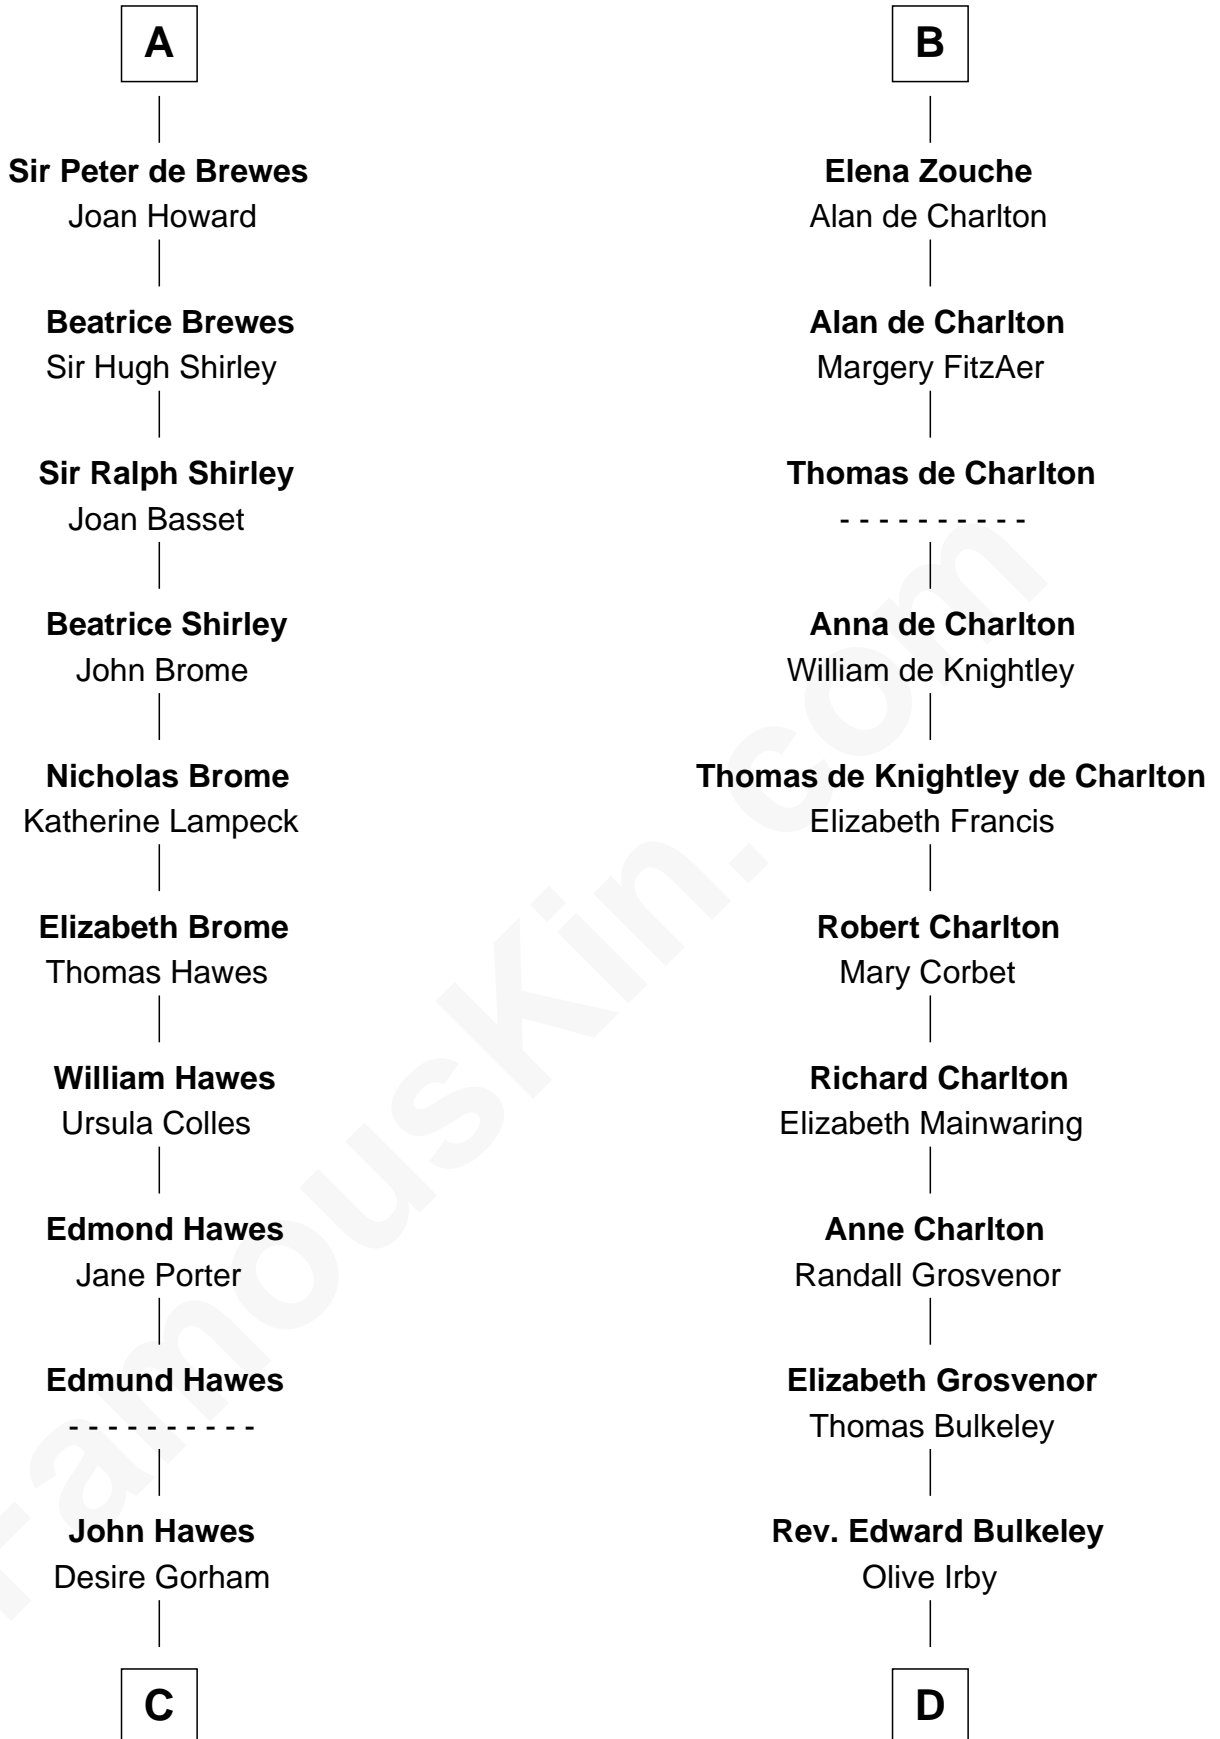 A
Sir Peter de Brewes
Joan Howard
Beatrice Brewes
Sir Hugh Shirley
Sir Ralph Shirley
Joan Basset
Beatrice Shirley
John Brome
Nicholas Brome
Katherine Lampeck
Elizabeth Brome
Thomas Hawes
William Hawes
Ursula Colles
Edmond Hawes
Jane Porter
Edmund Hawes
- - - - - - - - - -
John Hawes
Desire Gorham
C
B
Elena Zouche
Alan de Charlton
Alan de Charlton
Margery FitzAer
Thomas de Charlton
- - - - - - - - - -
Anna de Charlton
William de Knightley
Thomas de Knightley de Charlton
Elizabeth Francis
Robert Charlton
Mary Corbet
Richard Charlton
Elizabeth Mainwaring
Anne Charlton
Randall Grosvenor
Elizabeth Grosvenor
Thomas Bulkeley
Rev. Edward Bulkeley
Olive Irby
D
FamousKin.com